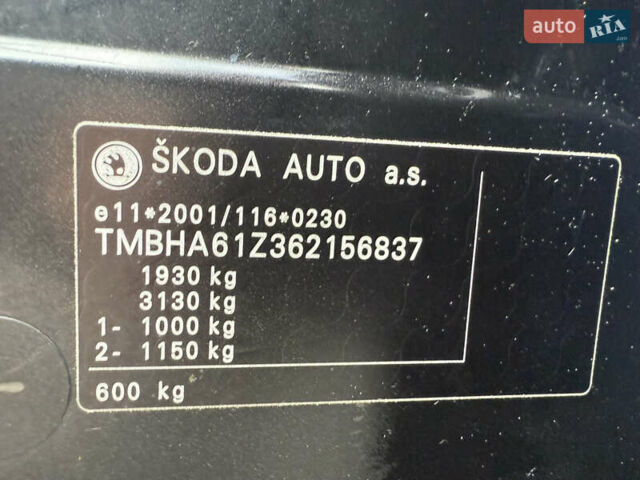 auto RIA
.com
ŠKODA AUTO a.s.
e11*2001/116*0230
TMBHA61Z362156837
1930 kg
3130 kg
1- 1000 kg
2- 1150 kg
600 kg